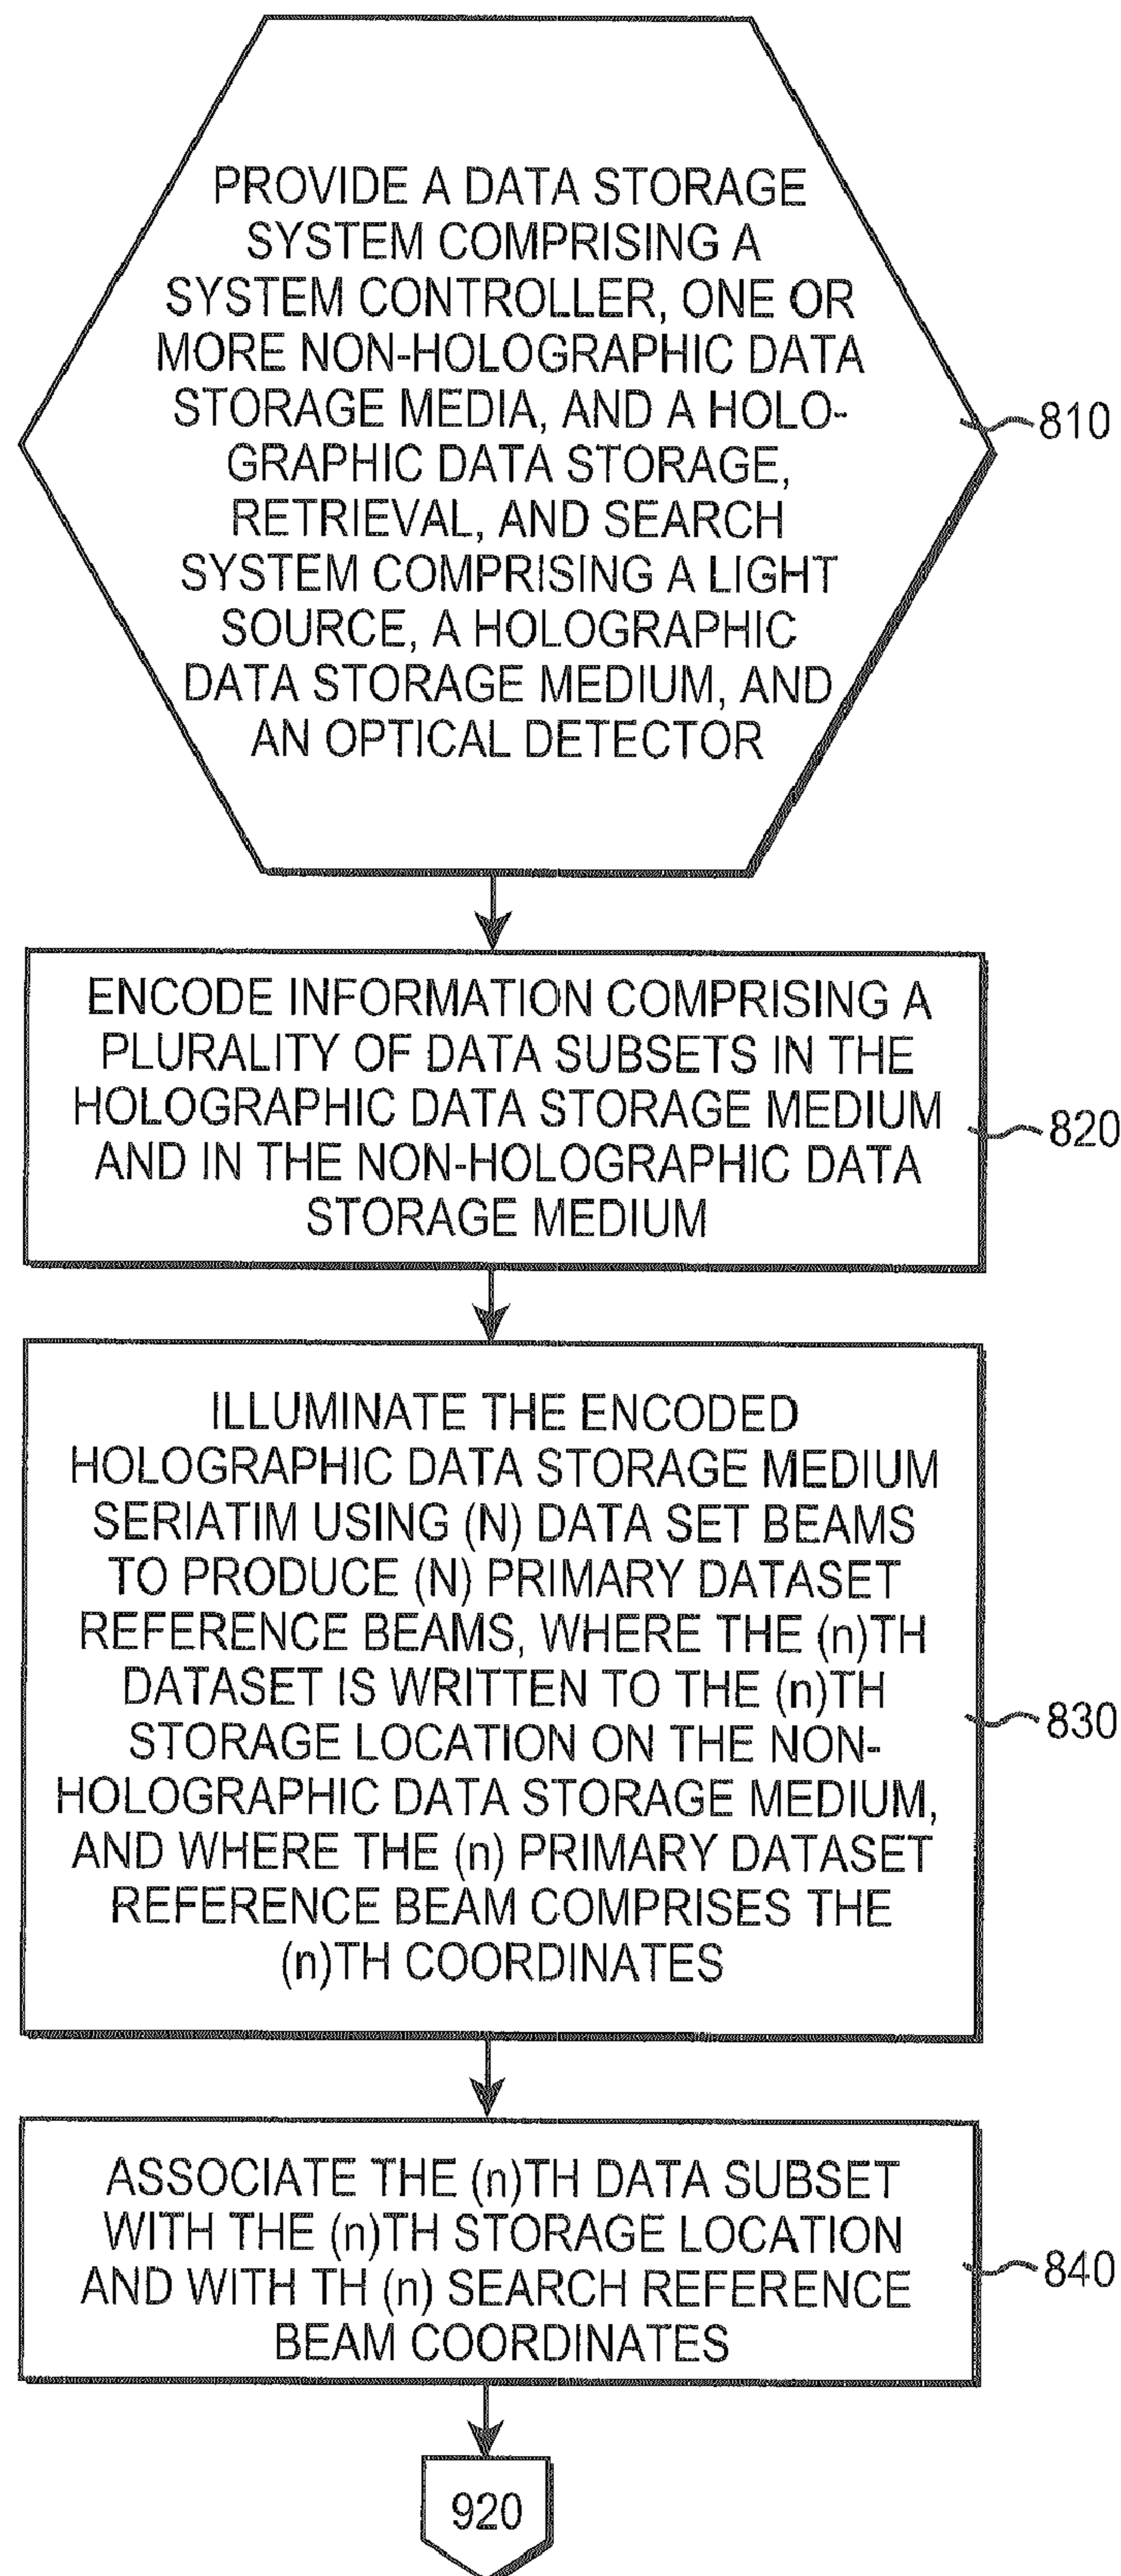 PROVIDE A DATA STORAGE
SYSTEM COMPRISING A
SYSTEM CONTROLLER, ONE OR
MORE NON-HOLOGRAPHIC DATA
STORAGE MEDIA, AND A HOLO-
GRAPHIC DATA STORAGE,
RETRIEVAL, AND SEARCH
SYSTEM COMPRISING A LIGHT
SOURCE, A HOLOGRAPHIC
DATA STORAGE MEDIUM, AND
AN OPTICAL DETECTOR
810
ENCODE INFORMATION COMPRISING A
PLURALITY OF DATA SUBSETS IN THE
HOLOGRAPHIC DATA STORAGE MEDIUM
AND IN THE NON-HOLOGRAPHIC DATA
STORAGE MEDIUM
820
ILLUMINATE THE ENCODED
HOLOGRAPHIC DATA STORAGE MEDIUM
SERIATIM USING (N) DATA SET BEAMS
TO PRODUCE (N) PRIMARY DATASET
REFERENCE BEAMS, WHERE THE (n)TH
DATASET IS WRITTEN TO THE (n)TH
STORAGE LOCATION ON THE NON-
HOLOGRAPHIC DATA STORAGE MEDIUM,
AND WHERE THE (n) PRIMARY DATASET
REFERENCE BEAM COMPRISES THE
(n)TH COORDINATES
830
ASSOCIATE THE (n)TH DATA SUBSET
WITH THE (n)TH STORAGE LOCATION
AND WITH TH (n) SEARCH REFERENCE
BEAM COORDINATES
840
920